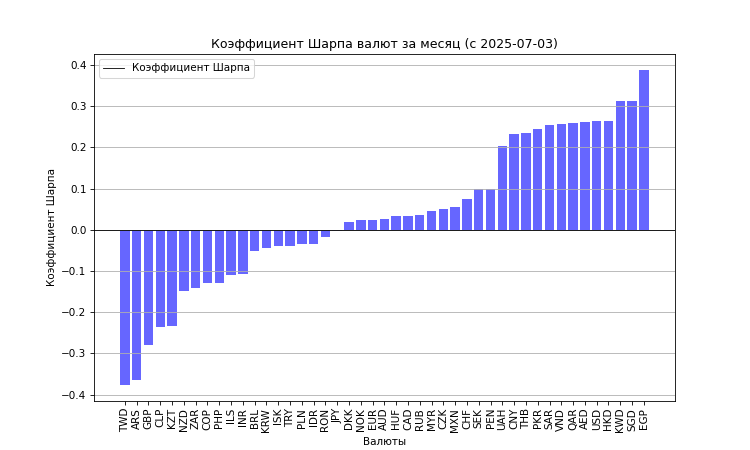 Коэффициент Шарпа валют за месяц (с 2025-07-03)
Коэффициент Шарпа
0.4
0.3
0.2
0.1
0.0
−0.1
−0.2
−0.3
−0.4
Коэффициент Шарпа
TWD ARS GBP CLP KZT NZD ZAR COP PHP ILS INR BRL KRW ISK TRY PLN IDR RON JPY DKK NOK EUR AUD HUF CAD RUB MYR CZK MXN CHF SEK PEN UAH CNY THB PKR SAR VND QAR AED USD HKD KWD SGD EGP
Валюты